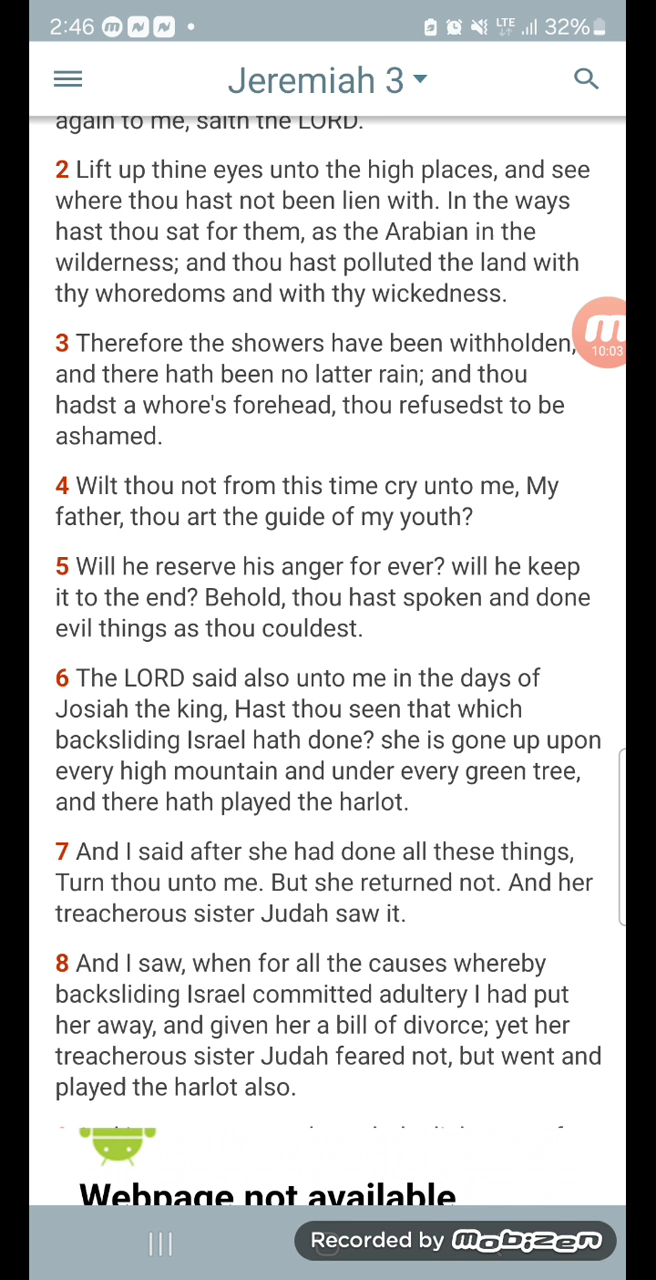 2:46
LTE
32%
Jeremiah 3
again to me, saith the LORD.
2 Lift up thine eyes unto the high places, and see
where thou hast not been lien with. In the ways
hast thou sat for them, as the Arabian in the
wilderness; and thou hast polluted the land with
thy whoredoms and with thy wickedness.
3 Therefore the showers have been withholden,
and there hath been no latter rain; and thou
hadst a whore's forehead, thou refusedst to be
ashamed.
m
10:03
4 Wilt thou not from this time cry unto me, My
father, thou art the guide of my youth?
5 Will he reserve his anger for ever? will he keep
it to the end? Behold, thou hast spoken and done
evil things as thou couldest.
6 The LORD said also unto me in the days of
Josiah the king, Hast thou seen that which
backsliding Israel hath done? she is gone up upon
every high mountain and under every green tree,
and there hath played the harlot.
7 And I said after she had done all these things,
Turn thou unto me. But she returned not. And her
treacherous sister Judah saw it.
8 And I saw, when for all the causes whereby
backsliding Israel committed adultery I had put
her away, and given her a bill of divorce; yet her
treacherous sister Judah feared not, but went and
played the harlot also.
Webpage not available
Recorded by mobizen